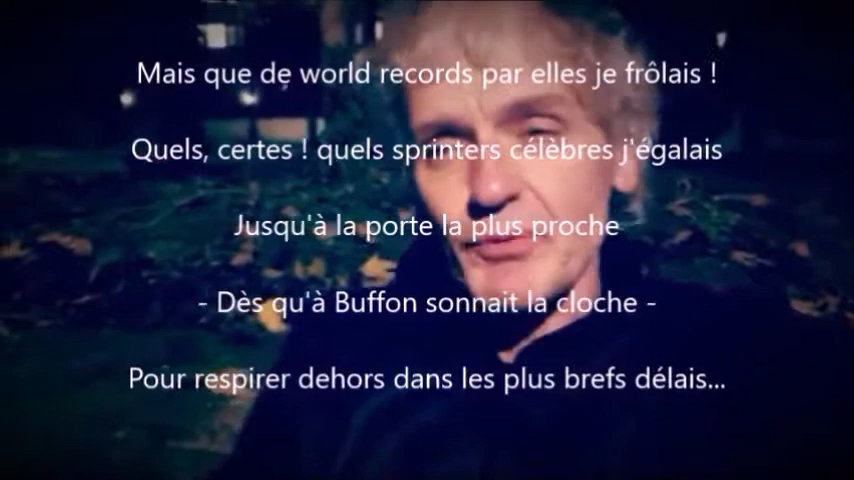 Mais que de world records par elles je frôlais !
Quels, certes ! quels sprinters célèbres j'égalais
Jusqu'à la porte la plus proche
- Dès qu'à Buffon sonnait la cloche -
Pour respirer dehors dans les plus brefs délais...